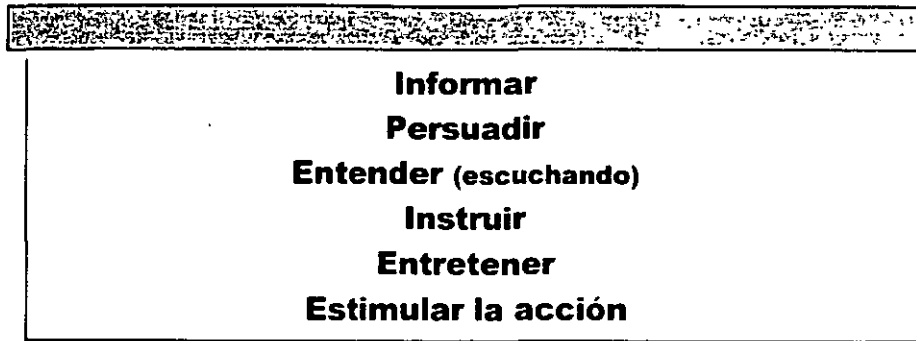 Informar
Persuadir
Entender (escuchando)
Instruir
Entretener
Estimular la acción